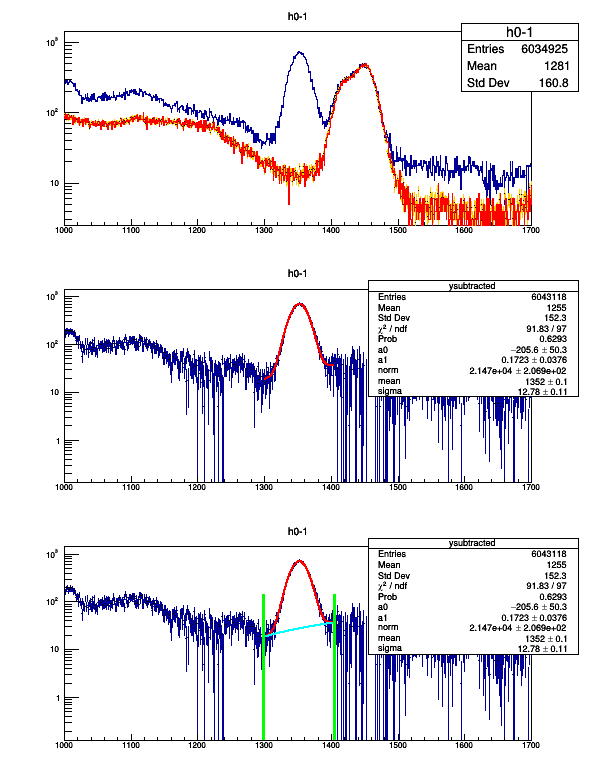 h0-1
h0-1
Entries 6034925
Mean 1281
Std Dev 160.8
10³
10²
10
1000 1100 1200 1300 1400 1500 1600 1700
h0-1
ysubtracted
Entries 6043118
Mean 1255
Std Dev 152.3
χ² / ndf 91.83 / 97
Prob 0.6293
a0 −205.6 ± 50.3
a1 0.1723 ± 0.0376
norm 2.147e+04 ± 2.069e+02
mean 1352 ± 0.1
sigma 12.78 ± 0.11
10³
10²
10
1
1000 1100 1200 1300 1400 1500 1600 1700
h0-1
ysubtracted
Entries 6043118
Mean 1255
Std Dev 152.3
χ² / ndf 91.83 / 97
Prob 0.6293
a0 −205.6 ± 50.3
a1 0.1723 ± 0.0376
norm 2.147e+04 ± 2.069e+02
mean 1352 ± 0.1
sigma 12.78 ± 0.11
10³
10²
10
1
1000 1100 1200 1300 1400 1500 1600 1700